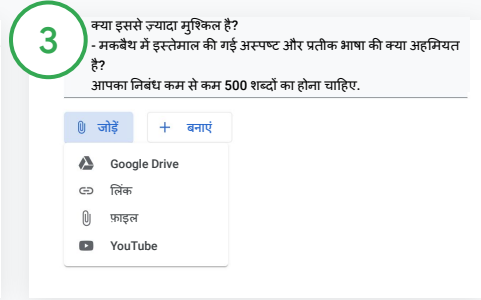 3
क्या इससे ज़्यादा मुश्किल है?
- मकबैथ में इस्तेमाल की गई अस्पष्ट और प्रतीक भाषा की क्या अहमियत
है?
आपका निबंध कम से कम 500 शब्दों का होना चाहिए.
जोड़ें
+ बनाएं
Google Drive
लिंक
फ़ाइल
YouTube